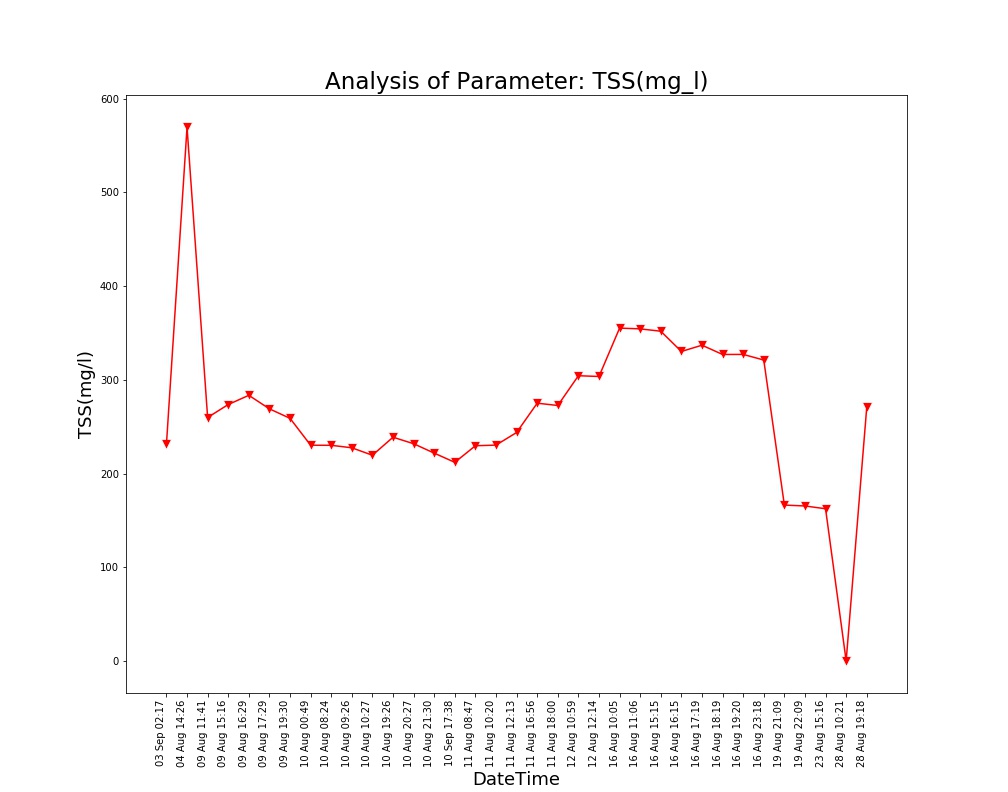 Analysis of Parameter: TSS(mg_l)
600
500
400
300
200
100
0
TSS(mg/l)
03 Sep 02:17
04 Aug 14:26
09 Aug 11:41
09 Aug 15:16
09 Aug 16:29
09 Aug 17:29
09 Aug 19:30
10 Aug 00:49
10 Aug 08:24
10 Aug 09:26
10 Aug 10:27
10 Aug 19:26
10 Aug 20:27
10 Aug 21:30
10 Sep 17:38
11 Aug 08:47
11 Aug 10:20
11 Aug 12:13
11 Aug 16:56
11 Aug 18:00
12 Aug 10:59
12 Aug 12:14
16 Aug 10:05
16 Aug 11:06
16 Aug 15:15
16 Aug 16:15
16 Aug 17:19
16 Aug 18:19
16 Aug 19:20
16 Aug 23:18
19 Aug 21:09
19 Aug 22:09
23 Aug 15:16
28 Aug 10:21
28 Aug 19:18
DateTime